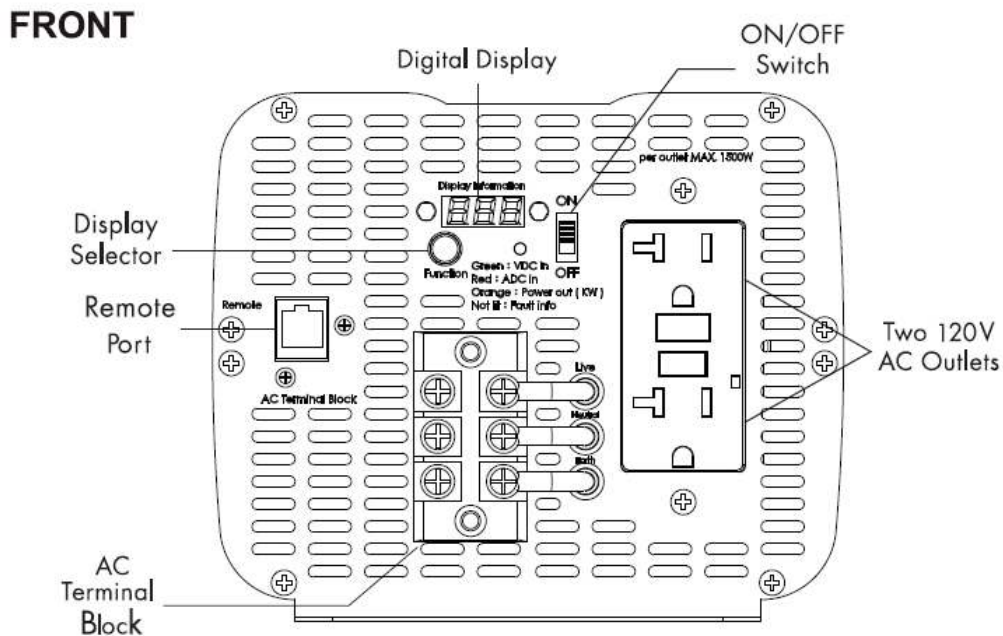 FRONT
Digital Display
ON/OFF
Switch
per outlet MAX. 1500W
Display Information
ON
OFF
Display
Selector
Function
Green : VDC in
Red : ADC in
Orange : Power out ( KW )
Not lit : Fault info
Remote
Port
Remote
AC Terminal Block
Live
Neutral
Earth
Two 120V
AC Outlets
AC
Terminal
Block